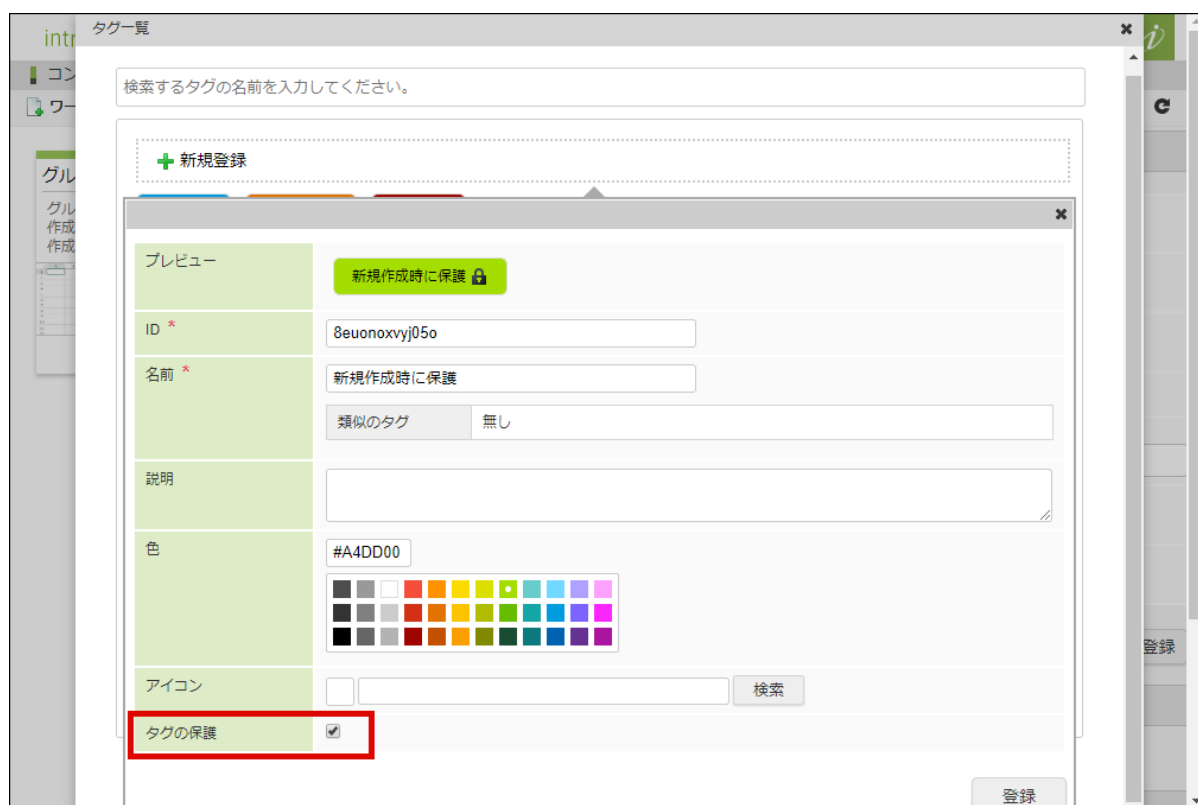 intr
タグ一覧
コン
ワー
検索するタグの名前を入力してください。
新規登録
グル
グル
作成
作成
プレビュー
新規作成時に保護
ID *
8euonoxvyj05o
名前 *
新規作成時に保護
類似のタグ
無し
説明
色
#A4DD00
アイコン
検索
タグの保護
登録
登録